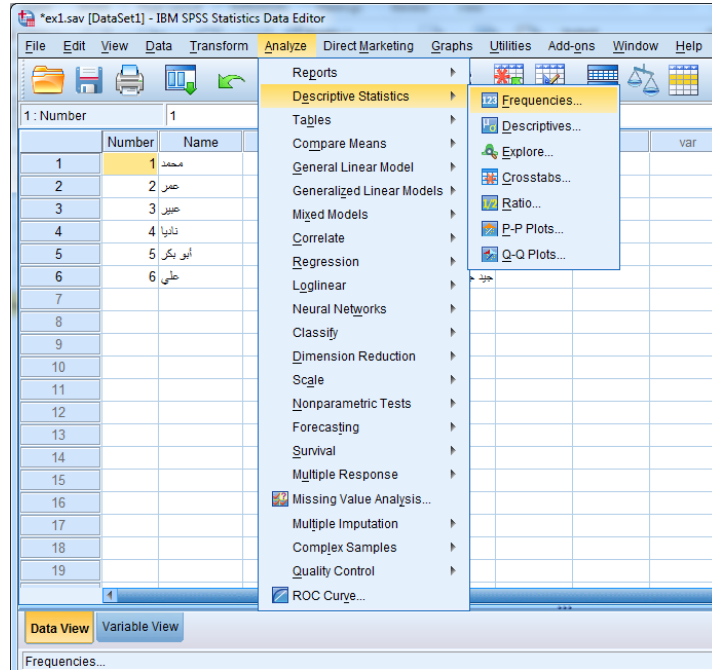 *ex1.sav [DataSet1] - IBM SPSS Statistics Data Editor
File Edit View Data Transform Analyze Direct Marketing Graphs Utilities Add-ons Window Help
1 : Number 1
Number Name var
1 1 محمد
2 2 عمر
3 3 عبير
4 4 ناديا
5 5 أبو بكر
6 6 علي جيد
7
8
9
10
11
12
13
14
15
16
17
18
19
Reports
Descriptive Statistics
Tables
Compare Means
General Linear Model
Generalized Linear Models
Mixed Models
Correlate
Regression
Loglinear
Neural Networks
Classify
Dimension Reduction
Scale
Nonparametric Tests
Forecasting
Survival
Multiple Response
Missing Value Analysis...
Multiple Imputation
Complex Samples
Quality Control
ROC Curve...
123 Frequencies...
Descriptives...
Explore...
Crosstabs...
1/2 Ratio...
P-P Plots...
Q-Q Plots...
Data View Variable View
Frequencies...